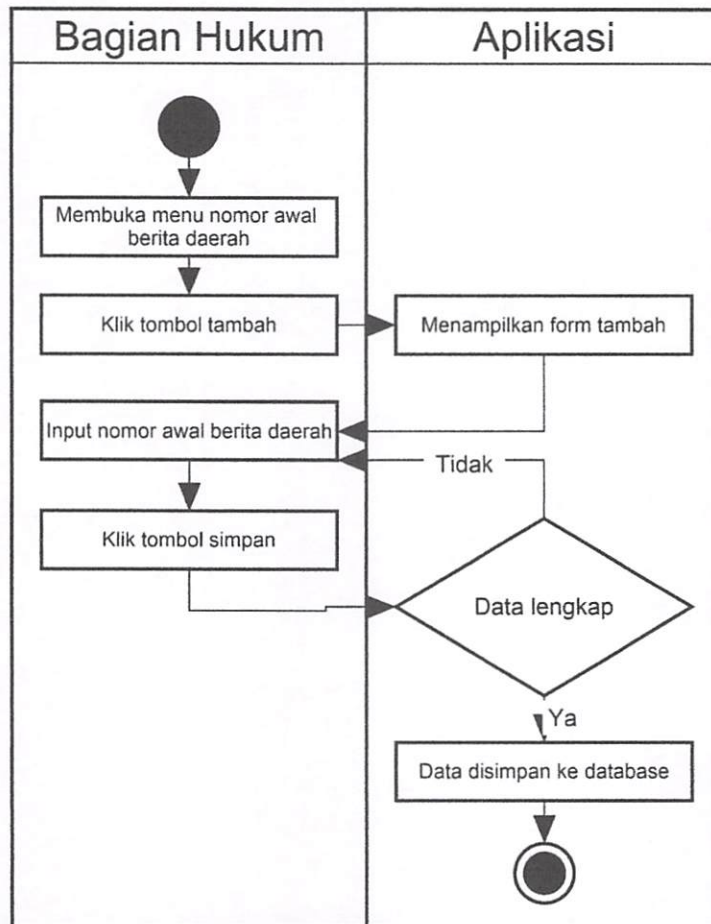 Bagian Hukum
Aplikasi
Membuka menu nomor awal
berita daerah
Klik tombol tambah
Menampilkan form tambah
Input nomor awal berita daerah
Tidak
Klik tombol simpan
Data lengkap
Ya
Data disimpan ke database